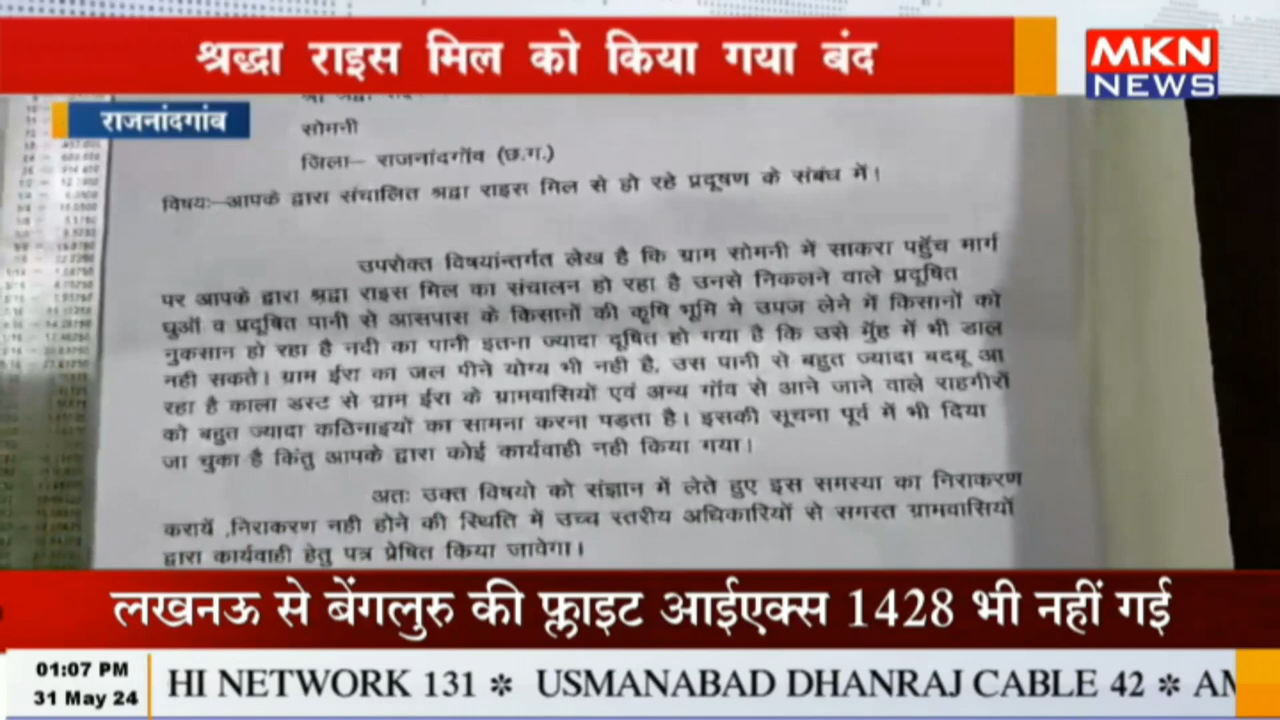 श्रद्धा राइस मिल को किया गया बंद
MKN
NEWS
राजनांदगांव
सोमनी
जिला– राजनांदगॉव (छ.ग.)
विषयः–आपके द्वारा संचालित श्रद्वा राइस मिल से हो रहे प्रदूषण के संबंध में।
उपरोक्त विषयांन्तर्गत लेख है कि ग्राम सोमनी में साकरा पहुॅच मार्ग
पर आपके द्वारा श्रद्वा राइस मिल का संचालन हो रहा है उनसे निकलने वाले प्रदूषित
धुऑ व प्रदूषित पानी से आसपास के किसानों की कृषि भूमि मे उपज लेने में किसानों को
नुकसान हो रहा है नदी का पानी इतना ज्यादा दूषित हो गया है कि उसे मुॅह में भी डाल
नही सकते। ग्राम ईरा का जल पीने योग्य भी नही है, उस पानी से बहुत ज्यादा बदबू आ
रहा है काला डस्ट से ग्राम ईरा के ग्रामवासियों एवं अन्य गॉव से आने जाने वाले राहगीरों
को बहुत ज्यादा कठिनाइयों का सामना करना पड़ता है। इसकी सूचना पूर्व में भी दिया
जा चुका है किंतु आपके द्वारा कोई कार्यवाही नही किया गया।
अतः उक्त विषयो को संज्ञान में लेते हुए इस समस्या का निराकरण
करायें ,निराकरण नही होने की स्थिति में उच्च स्तरीय अधिकारियों से समस्त ग्रामवासियों
द्वारा कार्यवाही हेतु पत्र प्रेषित किया जावेगा।
लखनऊ से बेंगलुरु की फ्लाइट आईएक्स 1428 भी नहीं गई
01:07 PM
31 May 24
HI NETWORK 131 ✻ USMANABAD DHANRAJ CABLE 42 ✻